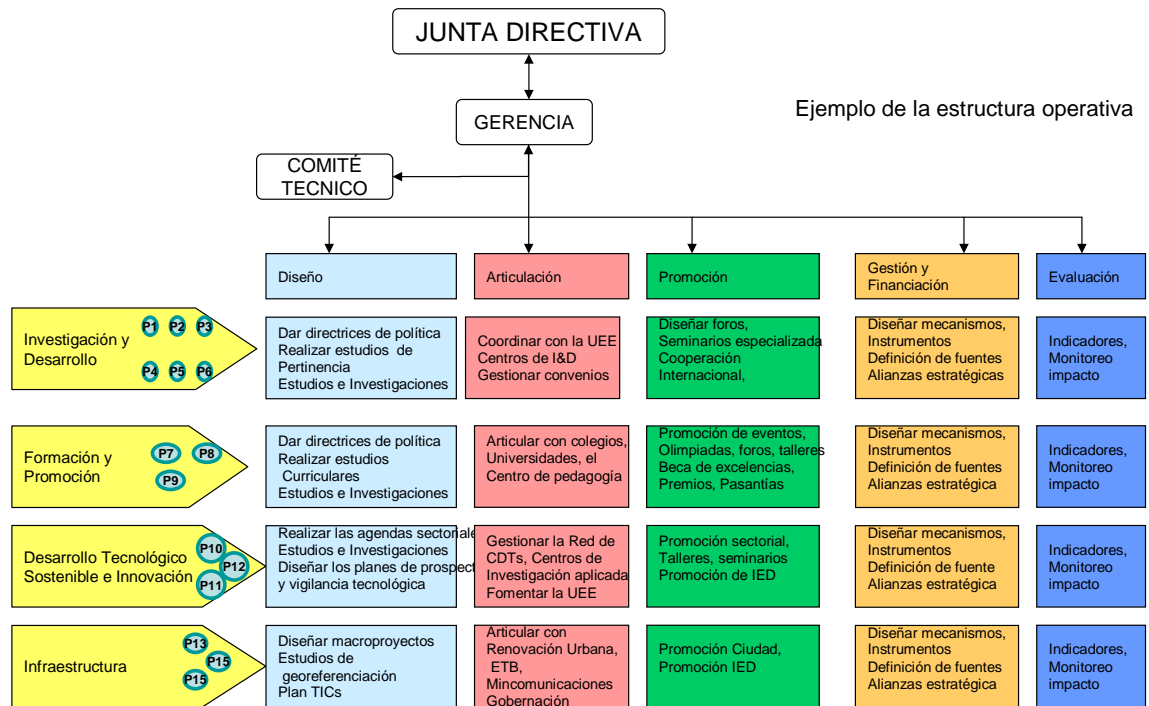 JUNTA DIRECTIVA
GERENCIA
Ejemplo de la estructura operativa
COMITÉ
TECNICO
Diseño
Articulación
Promoción
Gestión y
Financiación
Evaluación
Investigación y
Desarrollo
P1 P2 P3
P4 P5 P6
Dar directrices de política
Realizar estudios de
Pertinencia
Estudios e Investigaciones
Coordinar con la UEE
Centros de I&D
Gestionar convenios
Diseñar foros,
Seminarios especializada
Cooperación
Internacional,
Diseñar mecanismos,
Instrumentos
Definición de fuentes
Alianzas estratégicas
Indicadores,
Monitoreo
impacto
Formación y
Promoción
P7 P8
P9
Dar directrices de política
Realizar estudios
Curriculares
Estudios e Investigaciones
Articular con colegios,
Universidades, el
Centro de pedagogía
Promoción de eventos,
Olimpiadas, foros, talleres
Beca de excelencias,
Premios, Pasantías
Diseñar mecanismos,
Instrumentos
Definición de fuentes
Alianzas estratégica
Indicadores,
Monitoreo
impacto
Desarrollo Tecnológico
Sostenible e Innovación
P10
P12
P11
Realizar las agendas sectoriale
Estudios e Investigaciones
Diseñar los planes de prospect
y vigilancia tecnológica
Gestionar la Red de
CDTs, Centros de
Investigación aplicada
Fomentar la UEE
Promoción sectorial,
Talleres, seminarios
Promoción de IED
Diseñar mecanismos,
Instrumentos
Definición de fuente
Alianzas estratégica
Indicadores,
Monitoreo
impacto
Infraestructura
P13
P15
P15
Diseñar macroproyectos
Estudios de
georeferenciación
Plan TICs
Articular con
Renovación Urbana,
ETB,
Mincomunicaciones
Gobernación
Promoción Ciudad,
Promoción IED
Diseñar mecanismos,
Instrumentos
Definición de fuentes
Alianzas estratégica
Indicadores,
Monitoreo
impacto